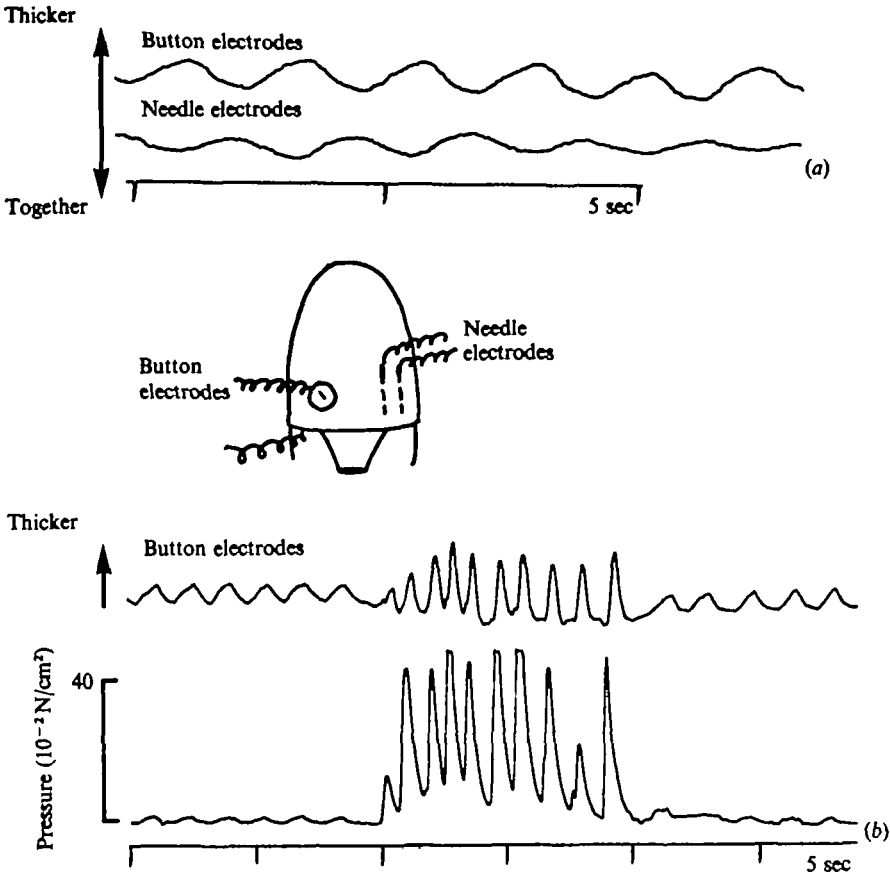 Thicker
Button electrodes
Needle electrodes
(a)
Together
5 sec
Needle
electrodes
Button
electrodes
Thicker
Button electrodes
40
Pressure (10⁻² N/cm²)
(b)
5 sec